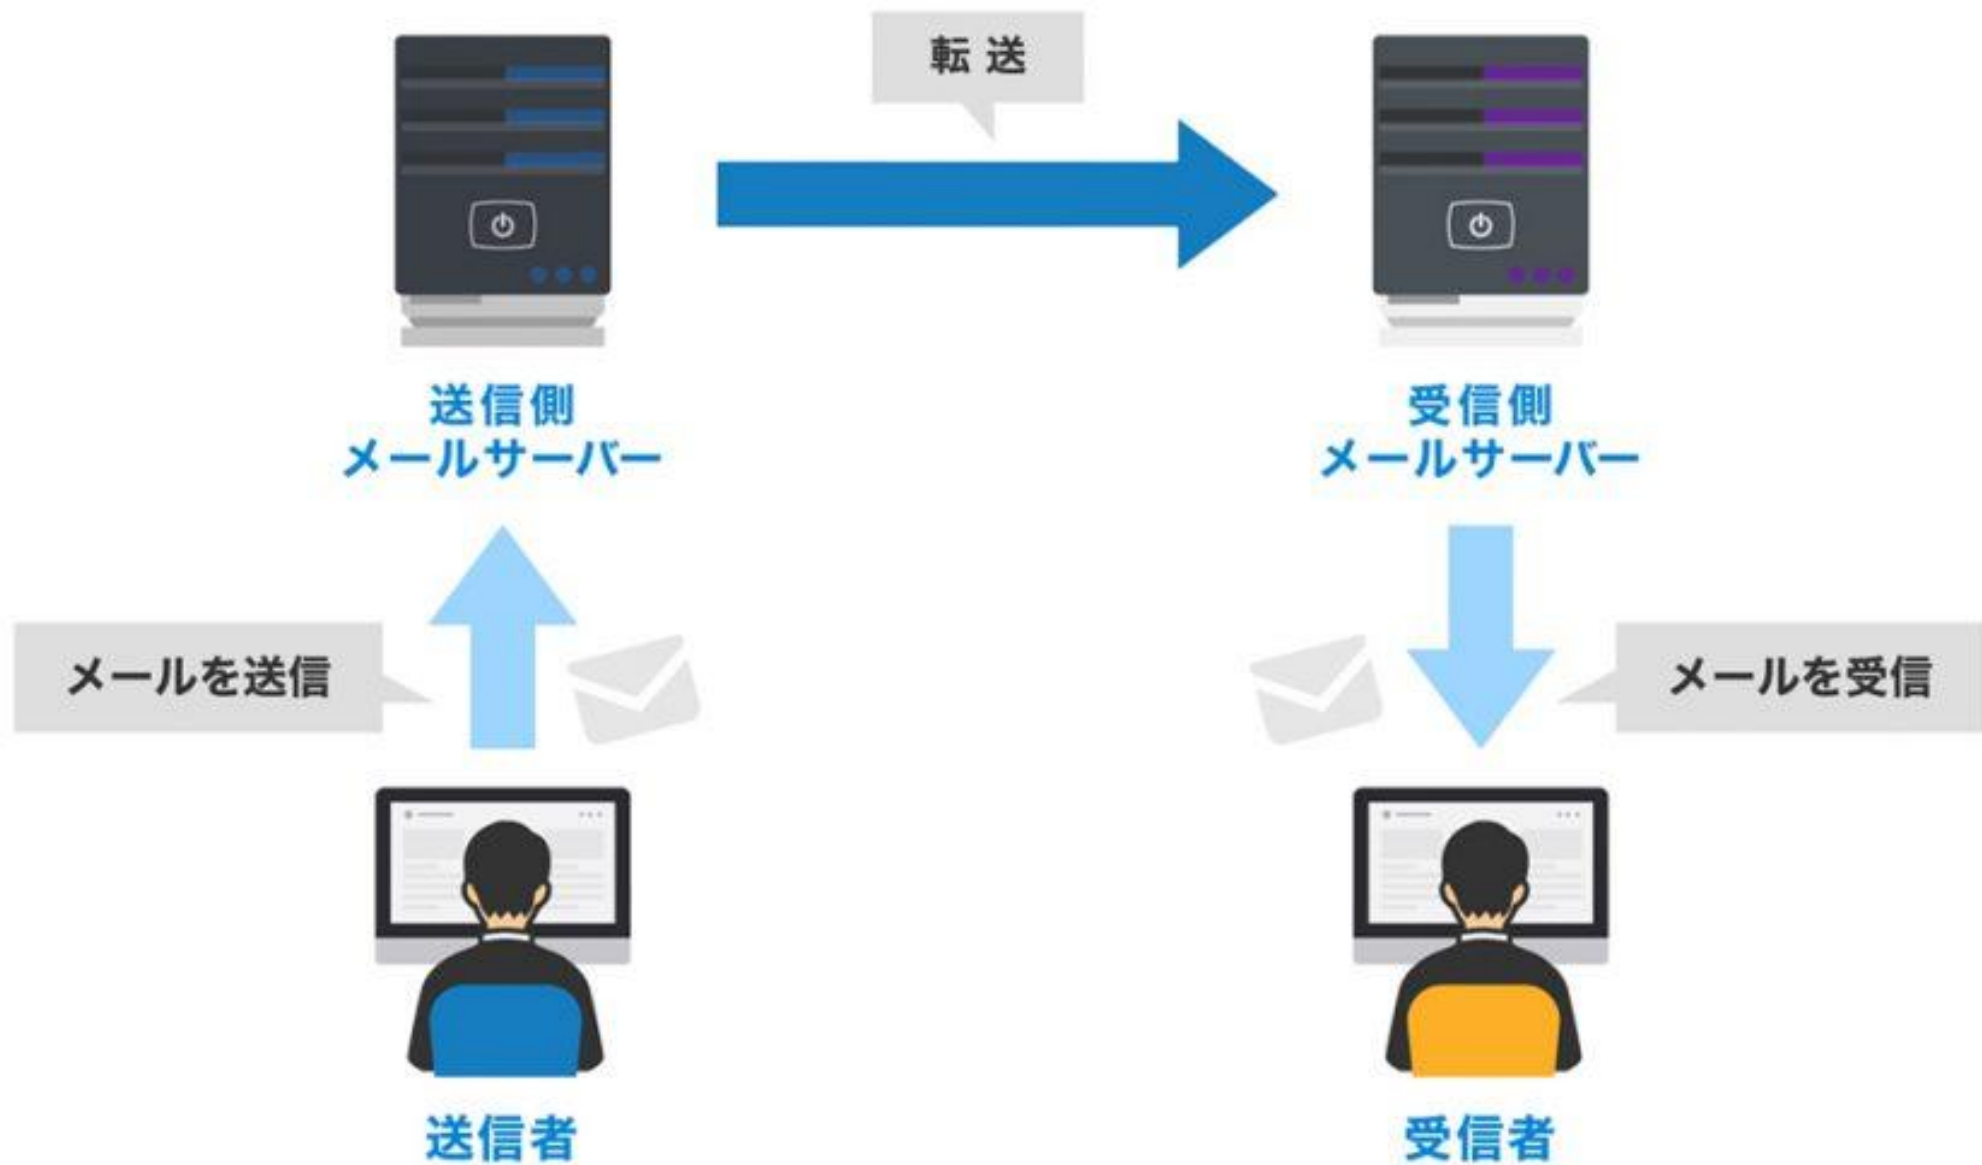 転送
送信側
メールサーバー
受信側
メールサーバー
メールを送信
メールを受信
送信者
受信者